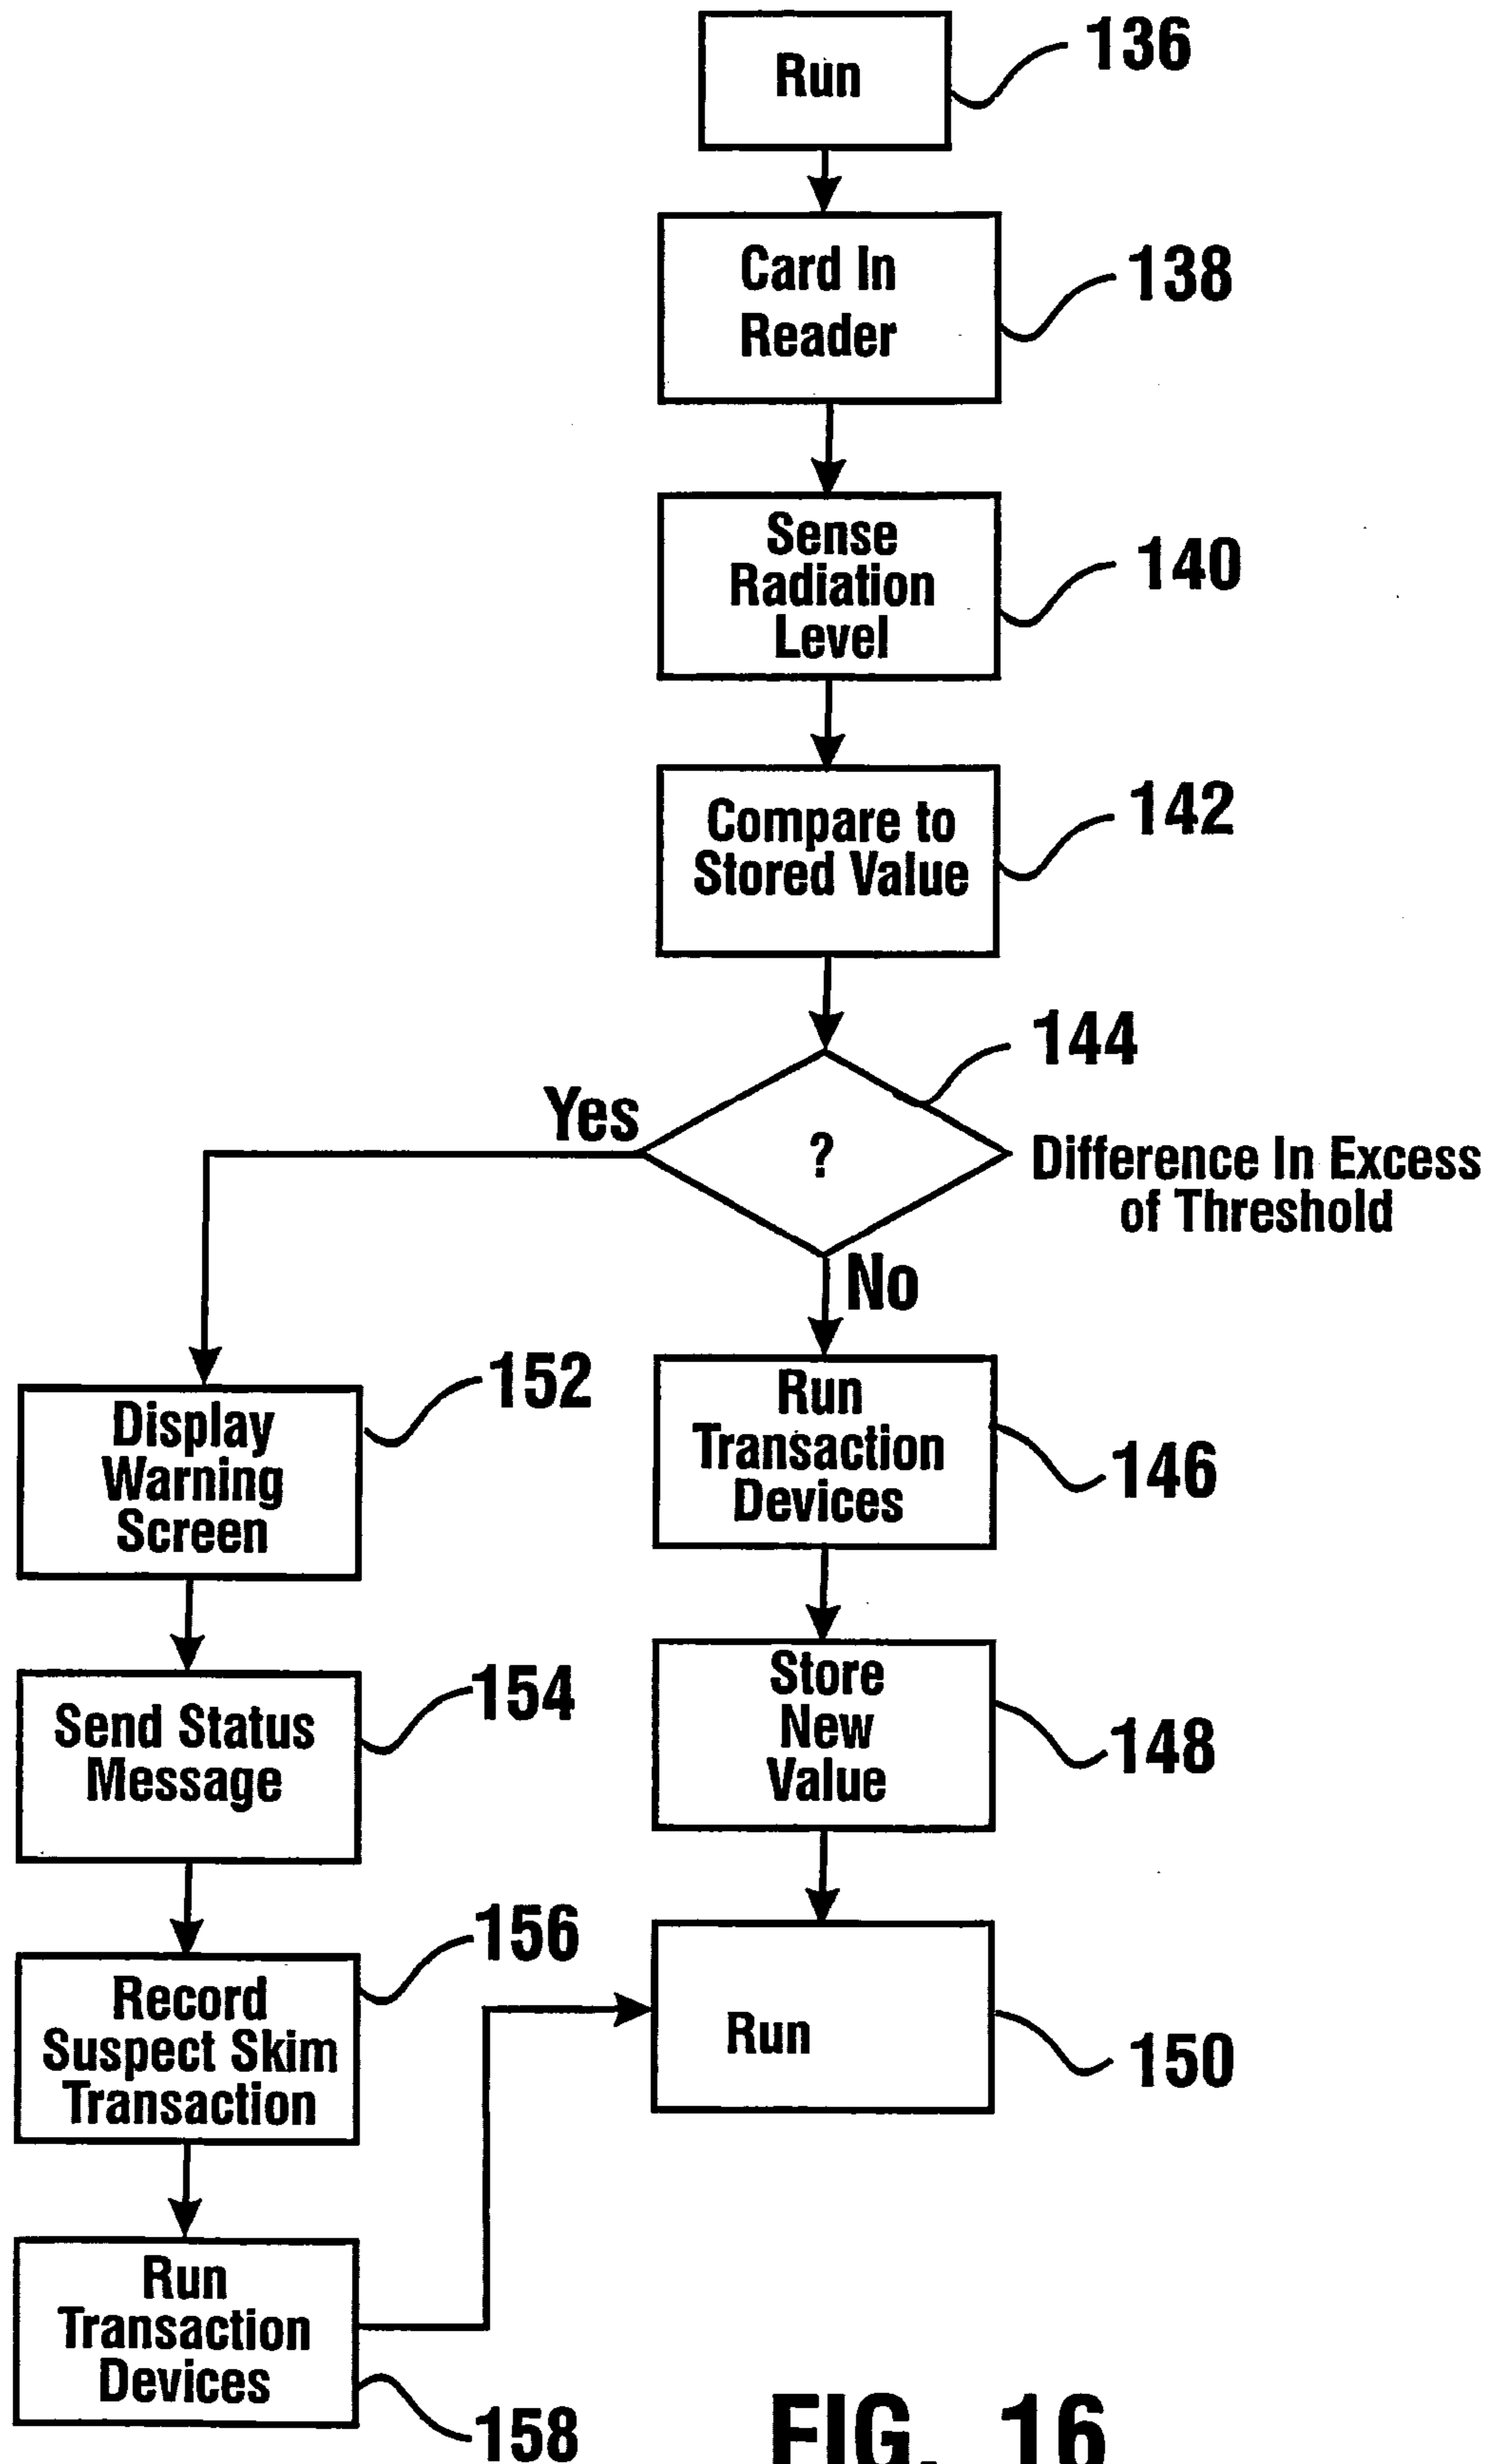 Run
136
Card In
Reader
138
Sense
Radiation
Level
140
Compare to
Stored Value
142
144
Yes
?
Difference In Excess
of Threshold
No
Display
Warning
Screen
152
Run
Transaction
Devices
146
Send Status
Message
154
Store
New
Value
148
Record
Suspect Skim
Transaction
156
Run
150
Run
Transaction
Devices
158
FIG. 16